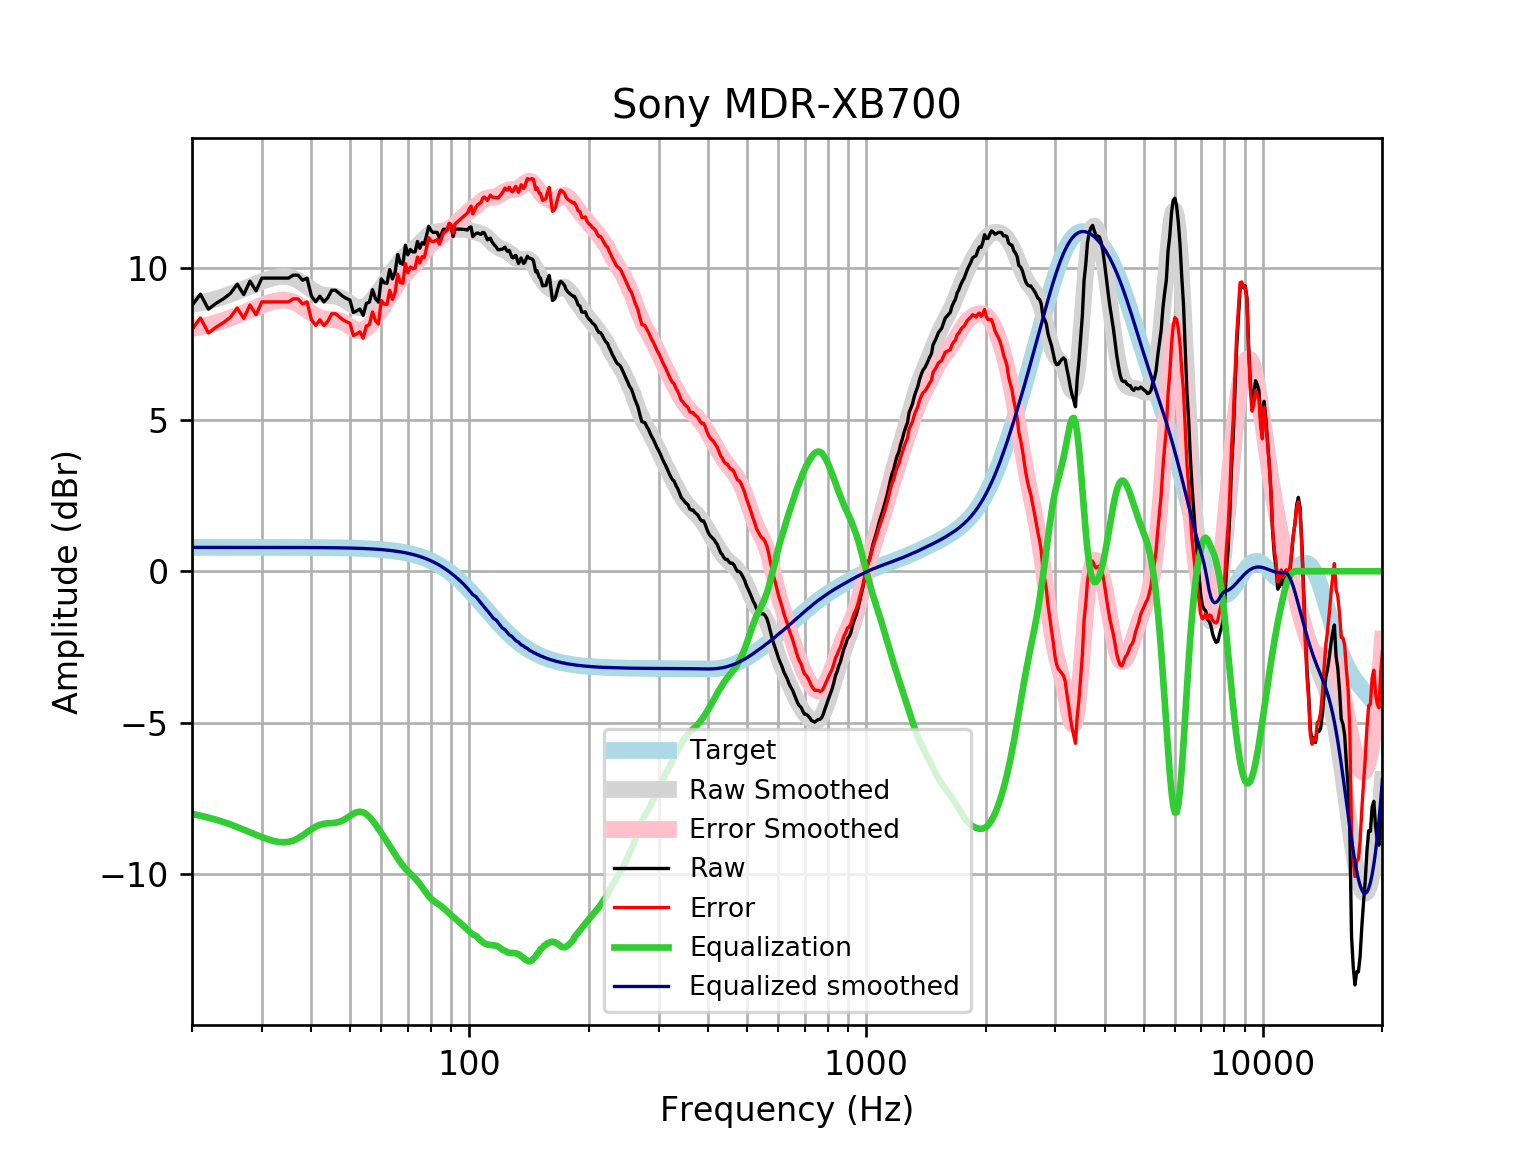 Sony MDR-XB700
Amplitude (dBr)
10
5
0
−5
−10
Target
Raw Smoothed
Error Smoothed
Raw
Error
Equalization
Equalized smoothed
100
1000
10000
Frequency (Hz)